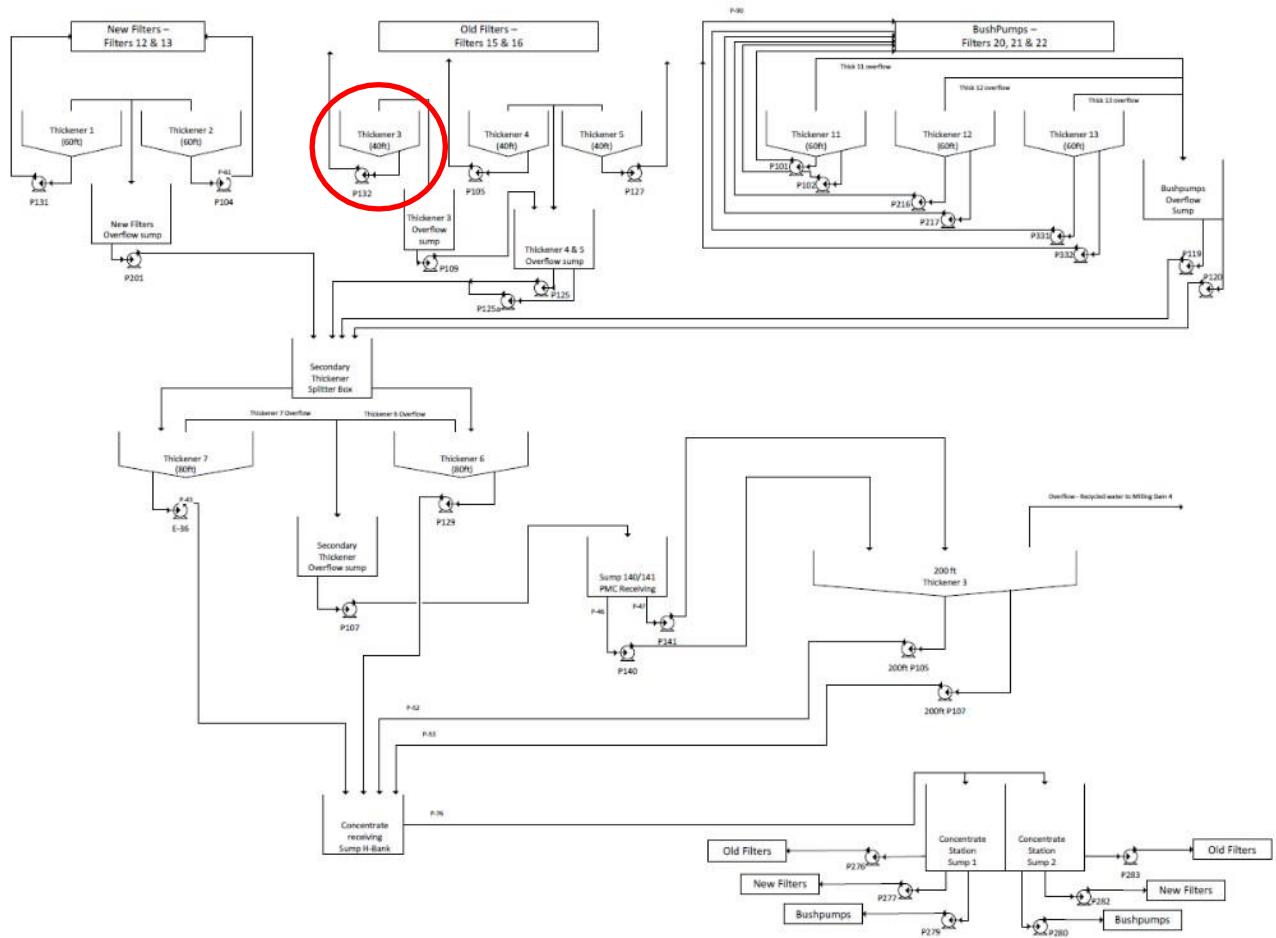 P-90
New Filters –
Filters 12 & 13
Old Filters –
Filters 15 & 16
BushPumps –
Filters 20, 21 & 22
Thick 11 overflow
Thick 12 overflow
Thick 13 overflow
Thickener 1
(60ft)
Thickener 2
(60ft)
Thickener 3
(40ft)
Thickener 4
(40ft)
Thickener 5
(40ft)
Thickener 11
(60ft)
Thickener 12
(60ft)
Thickener 13
(60ft)
P131
P-61
P104
P132
P105
P127
P101
P102
P216
P217
P331
P332
Bushpumps
Overflow
Sump
P119
P120
New Filters
Overflow sump
P201
Thickener 3
Overflow
sump
P109
Thickener 4 & 5
Overflow sump
P125
P125a
Secondary
Thickener
Splitter Box
Thickener 7 Overflow
Thickener 6 Overflow
Thickener 7
(80ft)
Thickener 6
(80ft)
P-43
E-36
P129
Secondary
Thickener
Overflow sump
P107
Sump 140/141
PMC Receiving
P-46
P-47
P141
P140
Overflow - Recycled water to Milling Dam 4
200 ft
Thickener 3
200ft P105
200ft P107
P-52
P-53
Concentrate
receiving
Sump H-Bank
P-76
Concentrate
Station
Sump 1
Concentrate
Station
Sump 2
Old Filters
P276
New Filters
P277
Bushpumps
P279
P283
Old Filters
P282
New Filters
P280
Bushpumps